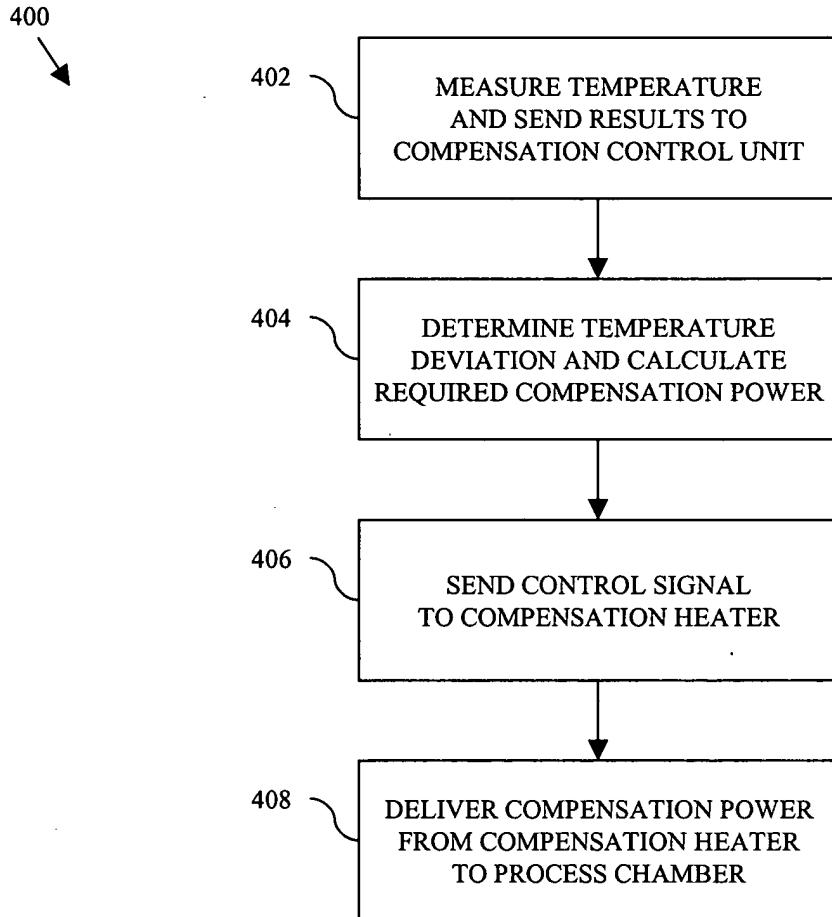 400
402
MEASURE TEMPERATURE
AND SEND RESULTS TO
COMPENSATION CONTROL UNIT
404
DETERMINE TEMPERATURE
DEVIATION AND CALCULATE
REQUIRED COMPENSATION POWER
406
SEND CONTROL SIGNAL
TO COMPENSATION HEATER
408
DELIVER COMPENSATION POWER
FROM COMPENSATION HEATER
TO PROCESS CHAMBER